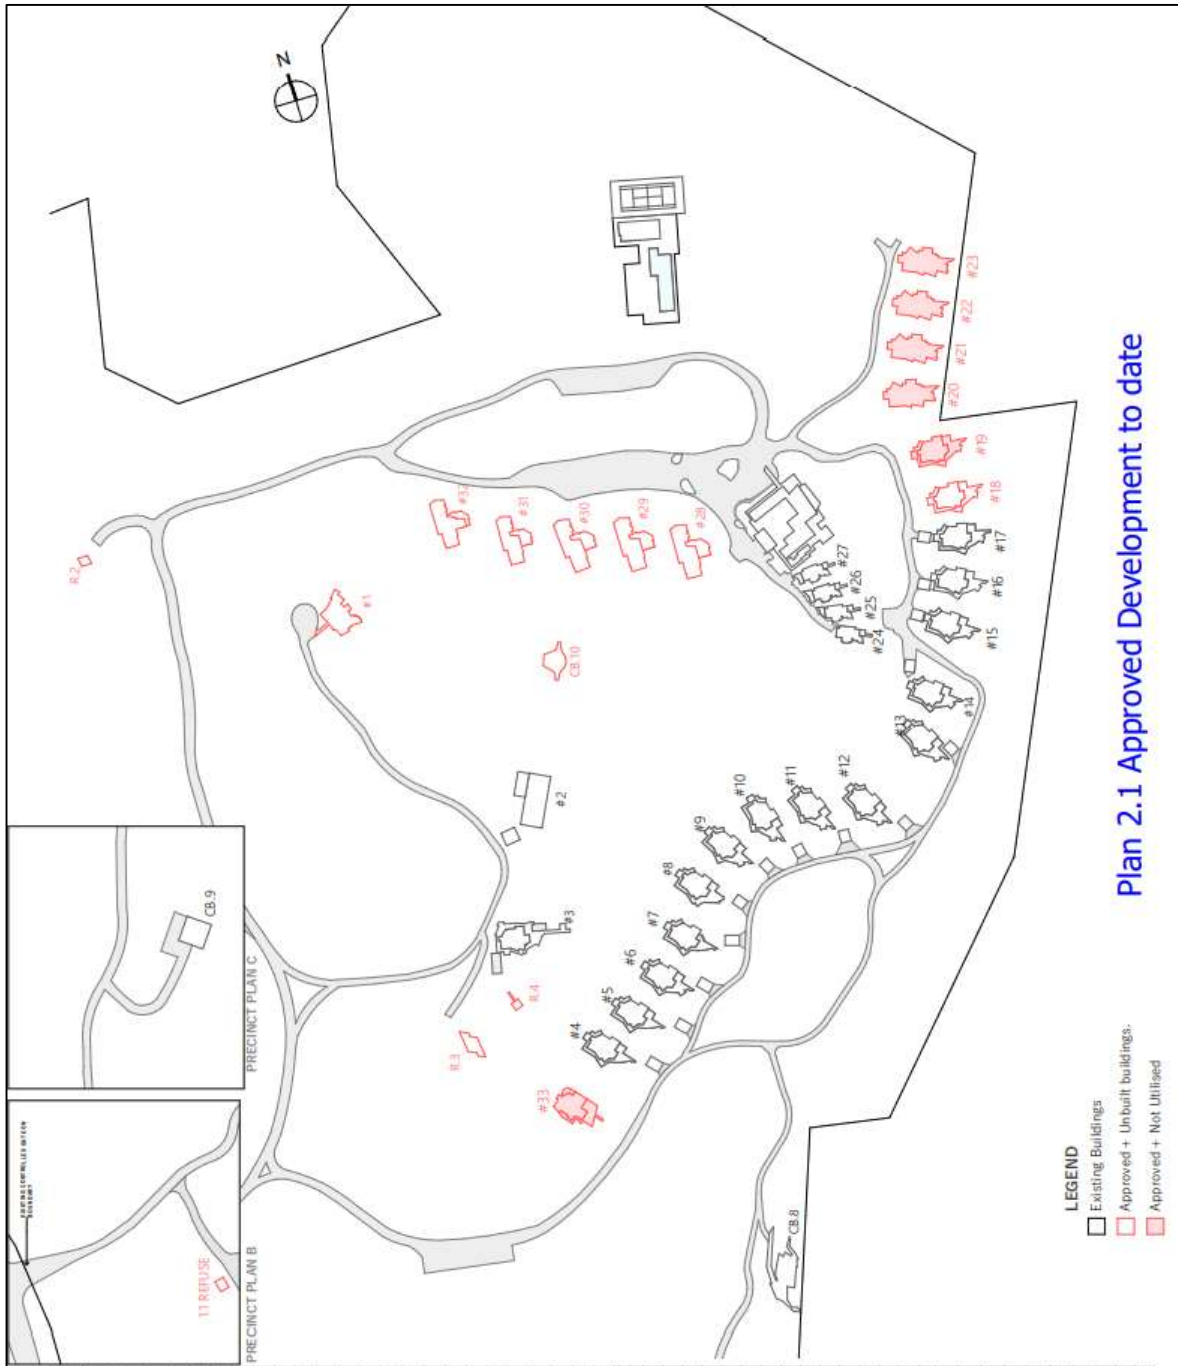 Plan 2.1 Approved Development to date
N
R.2
#1
#32
#31
#30
#29
#28
CB.10
#2
#3
R.4
R.3
#33
#4
#5
#6
#7
#8
#9
#10
#11
#12
#13
#14
#15
#16
#17
#18
#19
#20
#21
#22
#23
#24
#25
#26
#27
CB.8
CB.9
PRECINCT PLAN C
11 REFUSE
PRECINCT PLAN B
BOUNDARY
LEGEND
Existing Buildings
Approved + Unbuilt buildings.
Approved + Not Utilised